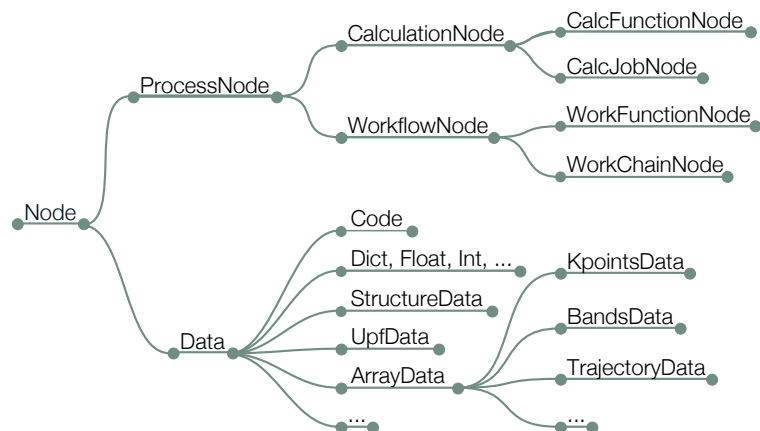 CalcFunctionNode
CalculationNode
CalcJobNode
ProcessNode
WorkFunctionNode
WorkflowNode
WorkChainNode
Node
Code
Dict, Float, Int, ...
KpointsData
StructureData
BandsData
Data
UpfData
TrajectoryData
ArrayData
...
...